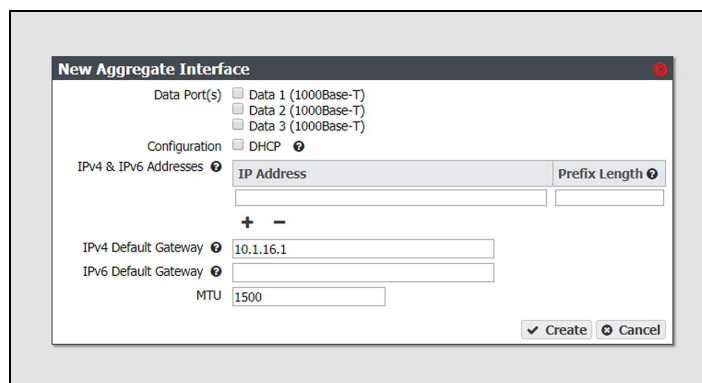 New Aggregate Interface
Data Port(s) Data 1 (1000Base-T)
Data 2 (1000Base-T)
Data 3 (1000Base-T)
Configuration DHCP
IPv4 & IPv6 Addresses IP Address Prefix Length
+ −
IPv4 Default Gateway 10.1.16.1
IPv6 Default Gateway
MTU 1500
Create Cancel